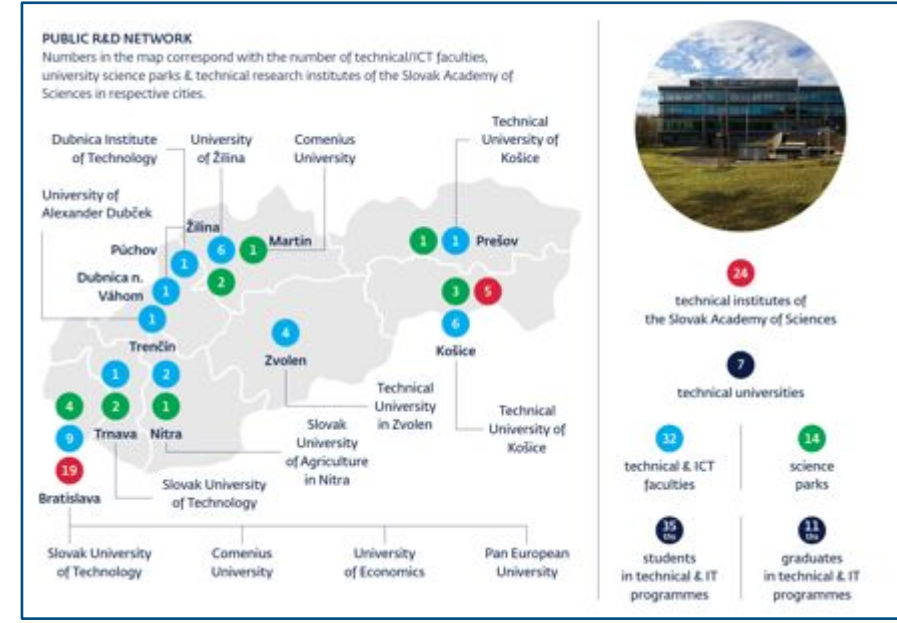 PUBLIC R&D NETWORK
Numbers in the map correspond with the number of technical/ICT faculties,
university science parks & technical research institutes of the Slovak Academy of
Sciences in respective cities.
Dubnica Institute
of Technology
University
of Žilina
Comenius
University
Technical
University of
Košice
University of
Alexander Dubček
Žilina
Púchov
6
1
Martin
1
1
Prešov
1
2
Dubnica n.
Váhom
1
3
5
1
4
6
Trenčín
Zvolen
Košice
1
2
4
2
1
Trnava
Nitra
9
19
Bratislava
Technical
University
in Zvolen
Slovak
University
of Agriculture
in Nitra
Technical
University of
Košice
Slovak University
of Technology
Slovak University
of Technology
Comenius
University
University
of Economics
Pan European
University
24
technical institutes of
the Slovak Academy of Sciences
7
technical universities
32
technical & ICT
faculties
14
science
parks
35
ths
students
in technical & IT
programmes
11
ths
graduates
in technical & IT
programmes